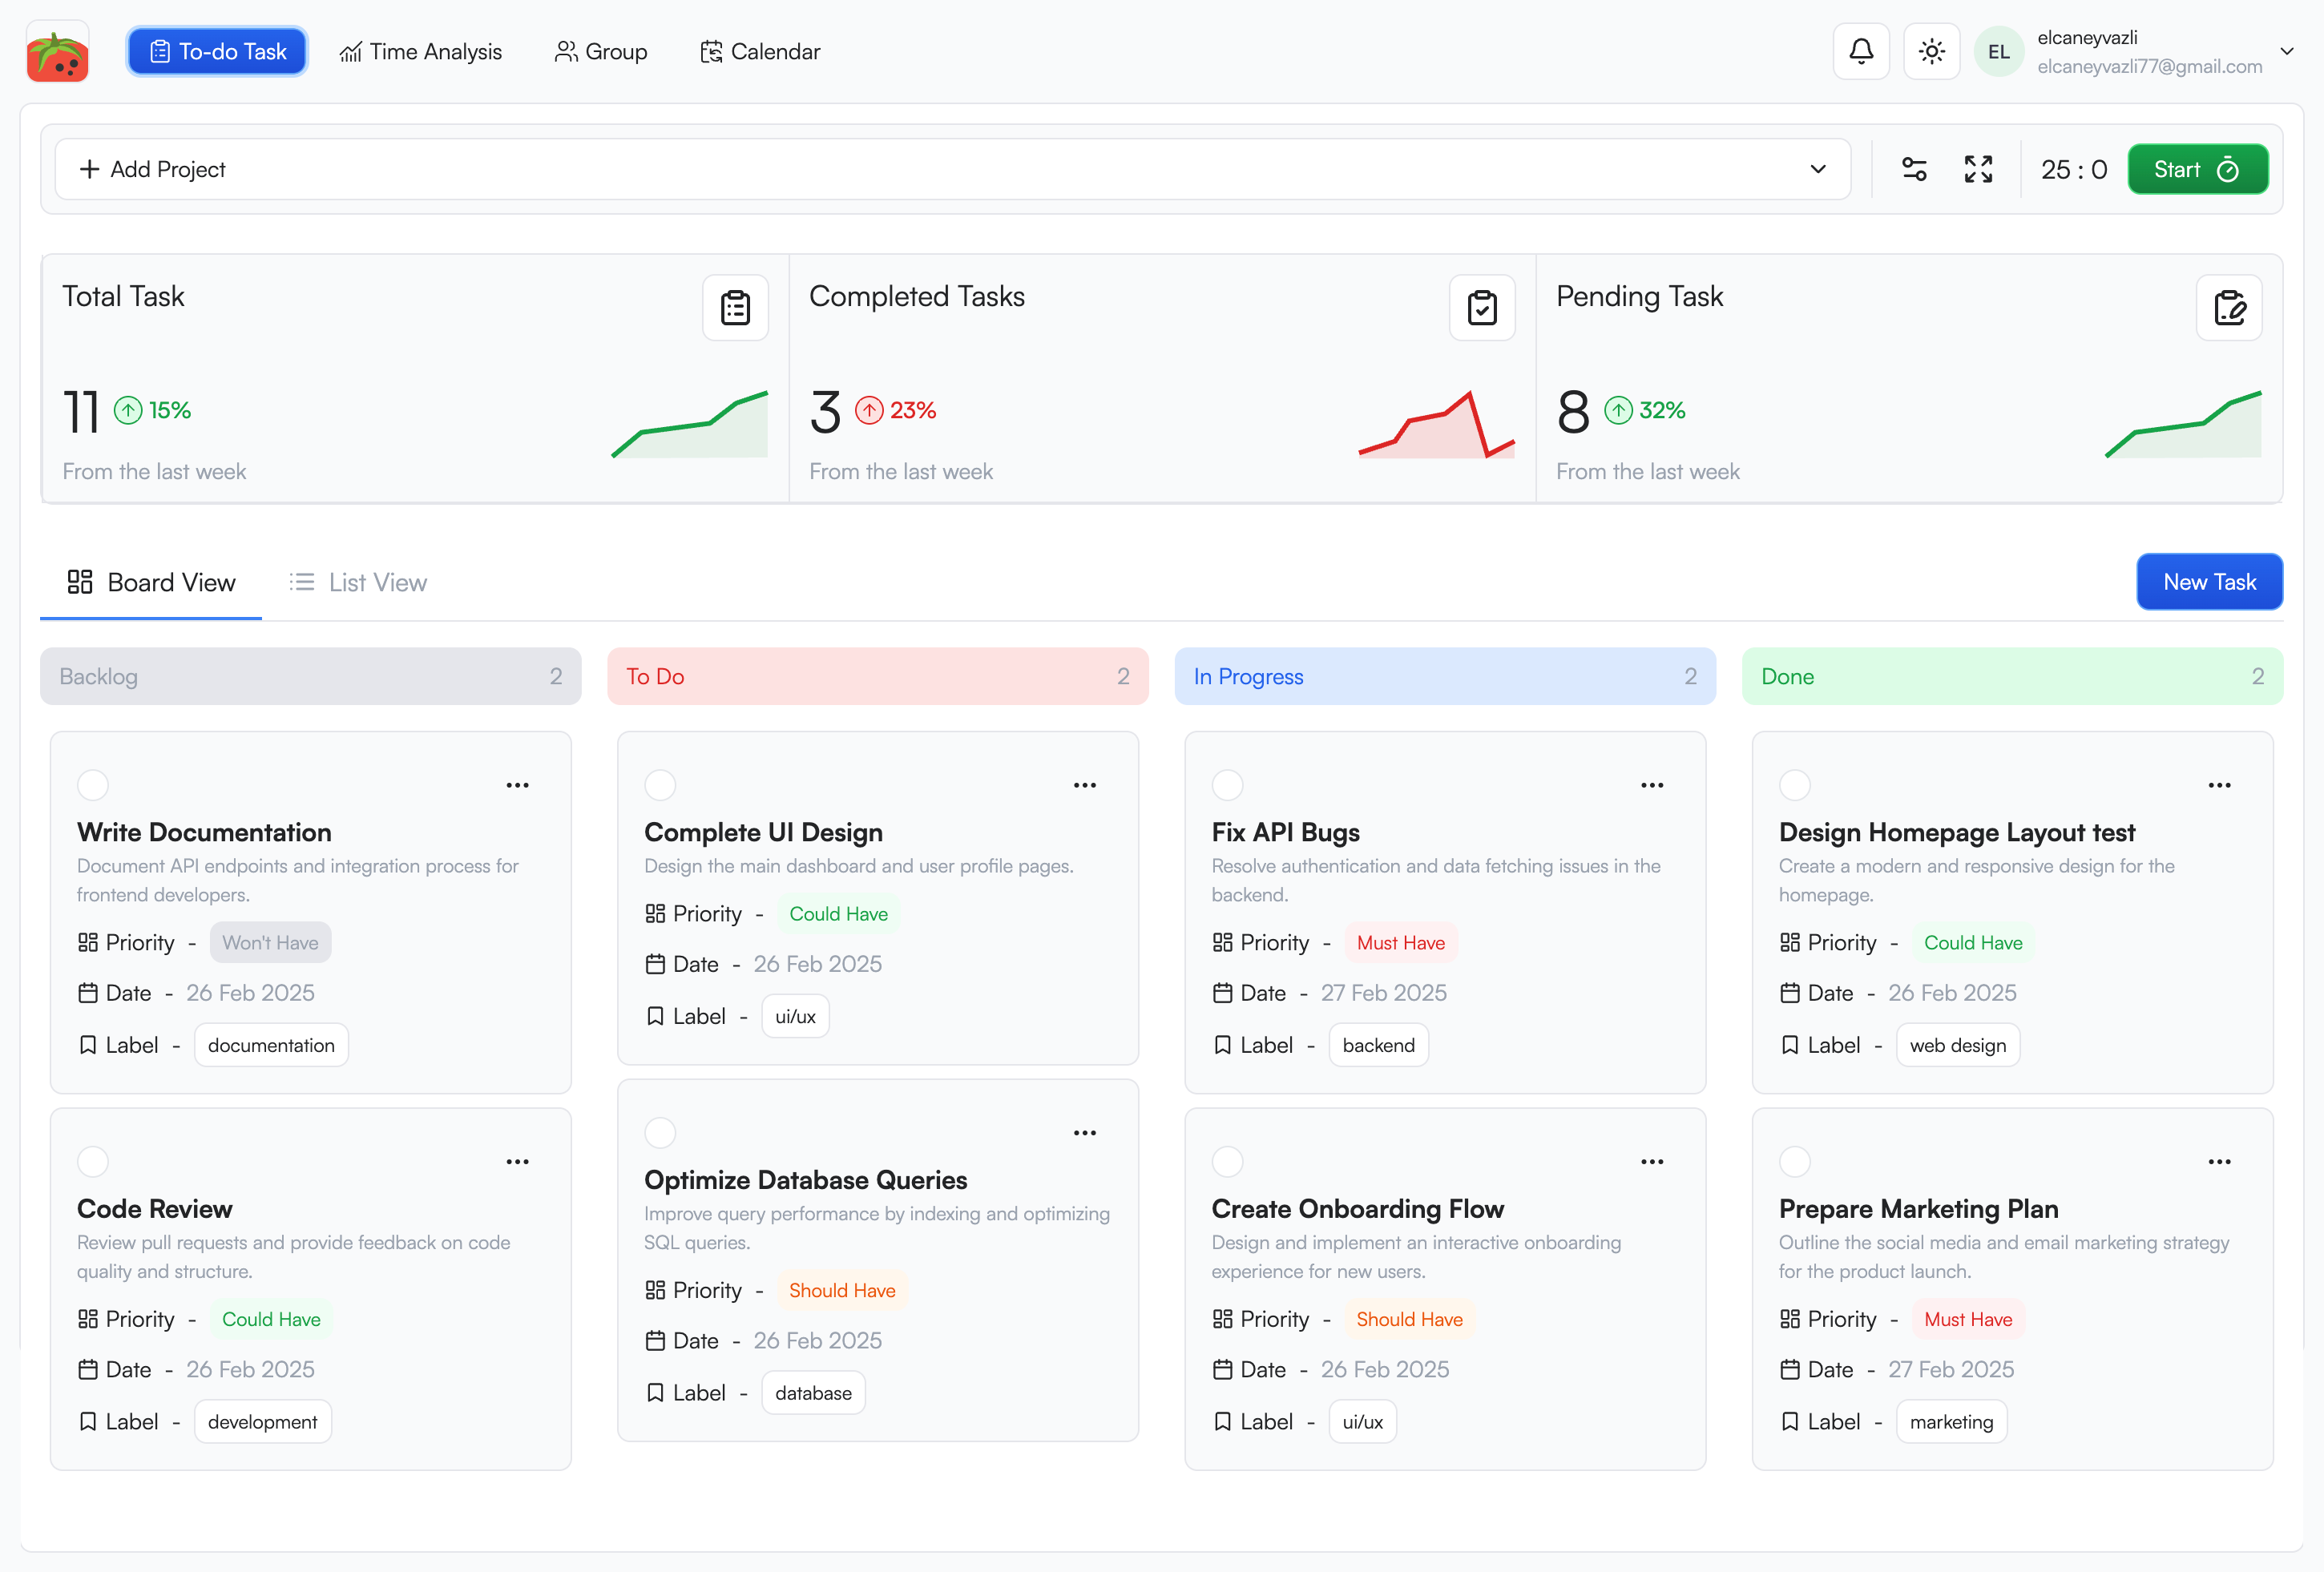 To-do Task
Time Analysis
Group
Calendar
EL
elcaneyvazli
elcaneyvazli77@gmail.com
Add Project
25 : 0
Start
Total Task
11
15%
From the last week
Completed Tasks
3
23%
From the last week
Pending Task
8
32%
From the last week
Board View
List View
New Task
Backlog 2
Write Documentation
Document API endpoints and integration process for
frontend developers.
Priority - Won't Have
Date - 26 Feb 2025
Label - documentation
Code Review
Review pull requests and provide feedback on code
quality and structure.
Priority - Could Have
Date - 26 Feb 2025
Label - development
To Do 2
Complete UI Design
Design the main dashboard and user profile pages.
Priority - Could Have
Date - 26 Feb 2025
Label - ui/ux
Optimize Database Queries
Improve query performance by indexing and optimizing
SQL queries.
Priority - Should Have
Date - 26 Feb 2025
Label - database
In Progress 2
Fix API Bugs
Resolve authentication and data fetching issues in the
backend.
Priority - Must Have
Date - 27 Feb 2025
Label - backend
Create Onboarding Flow
Design and implement an interactive onboarding
experience for new users.
Priority - Should Have
Date - 26 Feb 2025
Label - ui/ux
Done 2
Design Homepage Layout test
Create a modern and responsive design for the
homepage.
Priority - Could Have
Date - 26 Feb 2025
Label - web design
Prepare Marketing Plan
Outline the social media and email marketing strategy
for the product launch.
Priority - Must Have
Date - 27 Feb 2025
Label - marketing